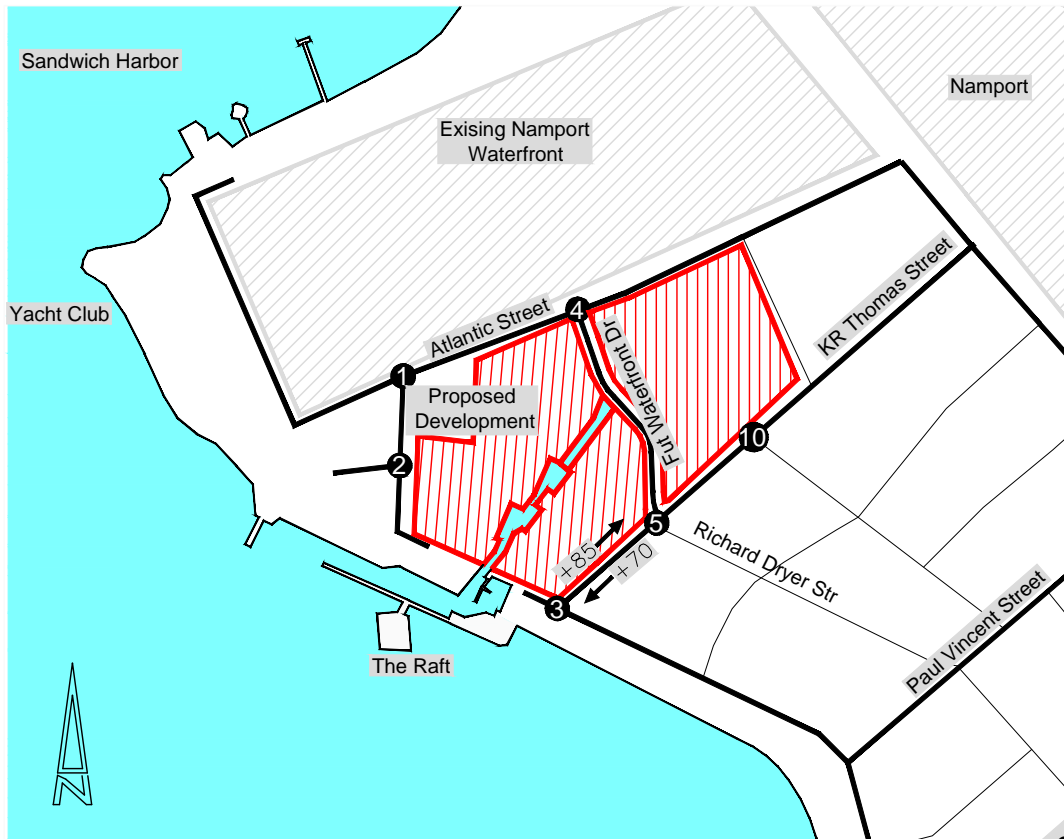 Sandwich Harbor
Namport
Exising Namport
Waterfront
Yacht Club
KR Thomas Street
Atlantic Street
4
Fut Waterfront Dr
1
Proposed
Development
10
2
5
Richard Dryer Str
+85
+70
3
Paul Vincent Street
The Raft
N